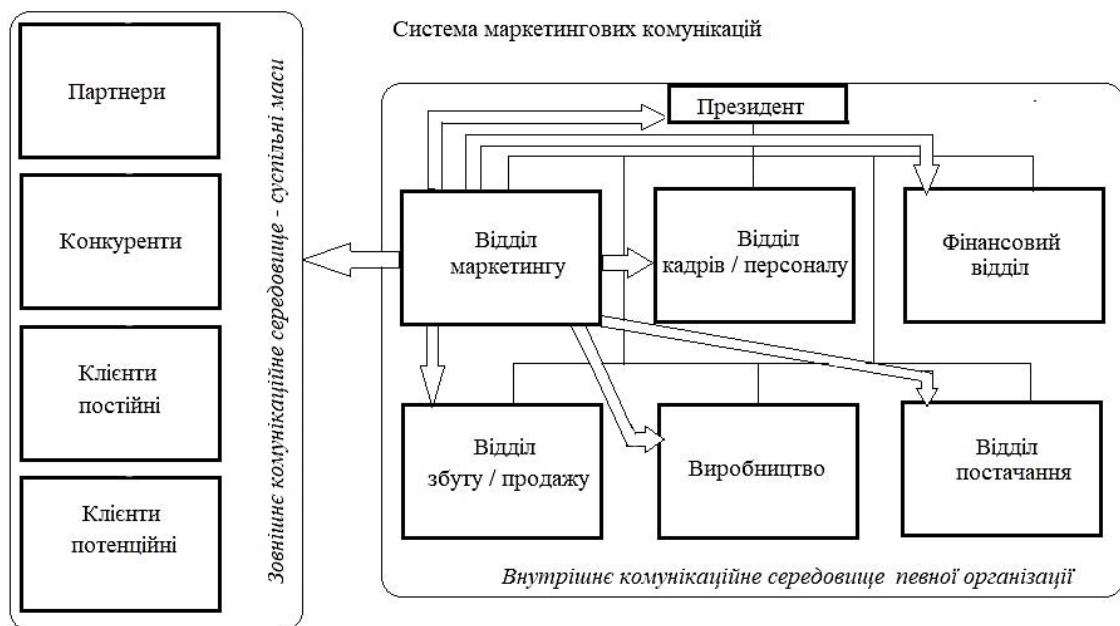 Система маркетингових комунікацій
Партнери
Конкуренти
Клієнти
постійні
Клієнти
потенційні
Зовнішнє комунікаційне середовище - суспільні маси
Президент
Відділ
маркетингу
Відділ
кадрів / персоналу
Фінансовий
відділ
Відділ
збуту / продажу
Виробництво
Відділ
постачання
Внутрішнє комунікаційне середовище певної організації